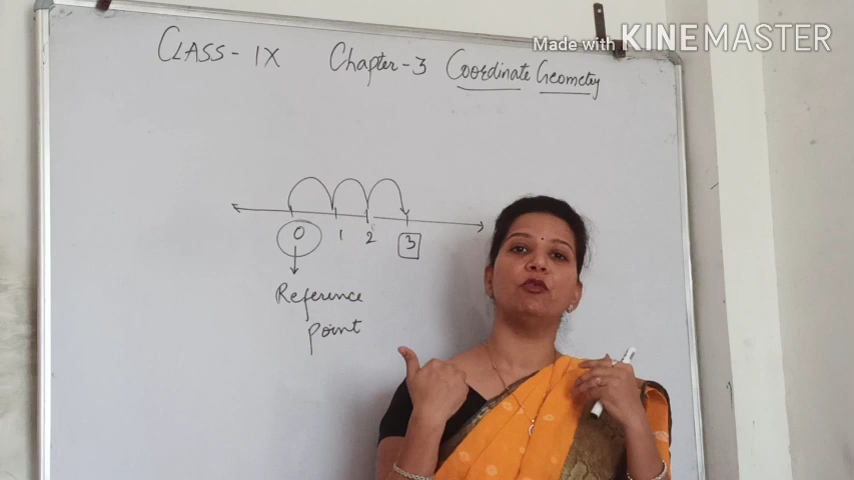 Made with KINEMASTER
CLASS - IX Chapter - 3 Coordinate Geometry
0 1 2 3
Reference
point